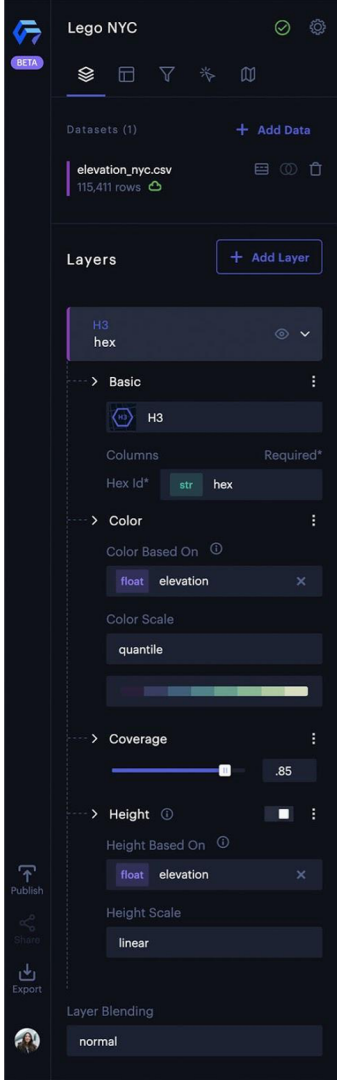 Lego NYC
BETA
Datasets (1)
+ Add Data
elevation_nyc.csv
115,411 rows
Layers
+ Add Layer
H3
hex
Basic
H3
H3
Columns
Required*
Hex Id*
str
hex
Color
Color Based On
float
elevation
Color Scale
quantile
Coverage
.85
Height
Height Based On
float
elevation
Height Scale
linear
Publish
Share
Export
Layer Blending
normal